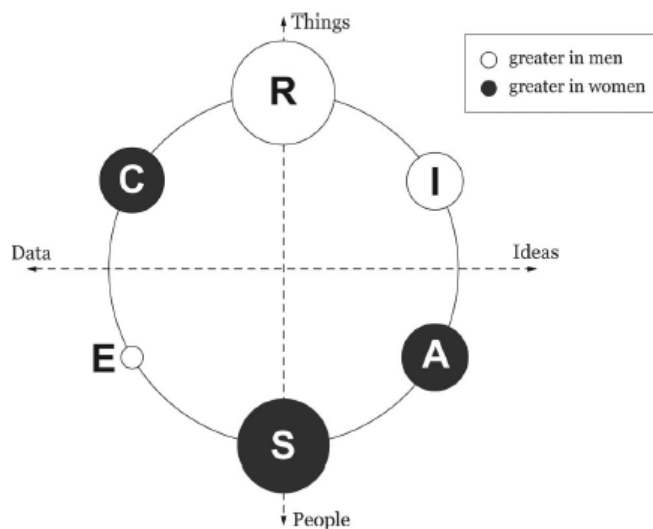 Things
greater in men
greater in women
R
C
I
Data
Ideas
E
A
S
People